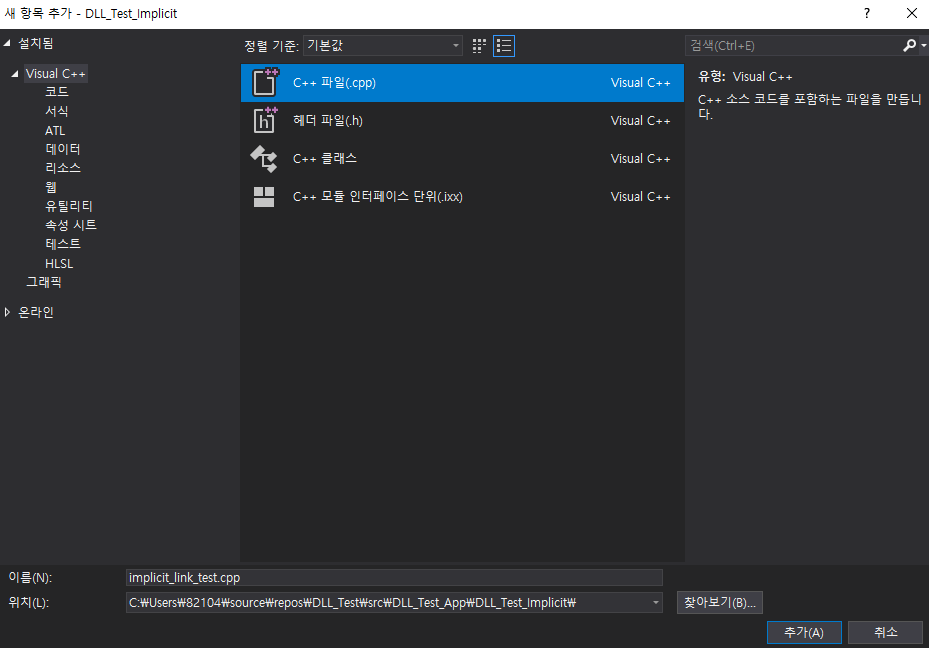 새 항목 추가 - DLL_Test_Implicit
?
설치됨
정렬 기준: 기본값
검색(Ctrl+E)
Visual C++
코드
서식
ATL
데이터
리소스
웹
유틸리티
속성 시트
테스트
HLSL
그래픽
온라인
C++ 파일(.cpp) Visual C++
헤더 파일(.h) Visual C++
C++ 클래스 Visual C++
C++ 모듈 인터페이스 단위(.ixx) Visual C++
유형: Visual C++
C++ 소스 코드를 포함하는 파일을 만듭니
다.
이름(N): implicit_link_test.cpp
위치(L): C:₩Users₩82104₩source₩repos₩DLL_Test₩src₩DLL_Test_App₩DLL_Test_Implicit₩
찾아보기(B)...
추가(A) 취소